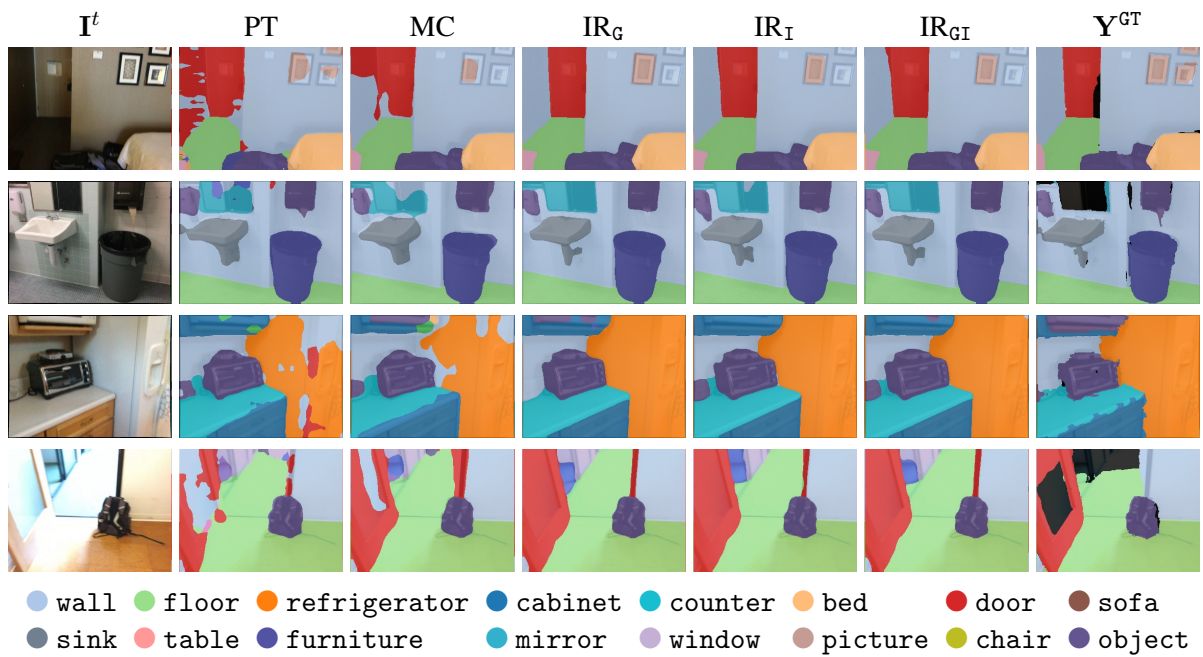 I^t PT MC IR_G IR_I IR_GI Y^GT
wall floor refrigerator cabinet counter bed door sofa
sink table furniture mirror window picture chair object